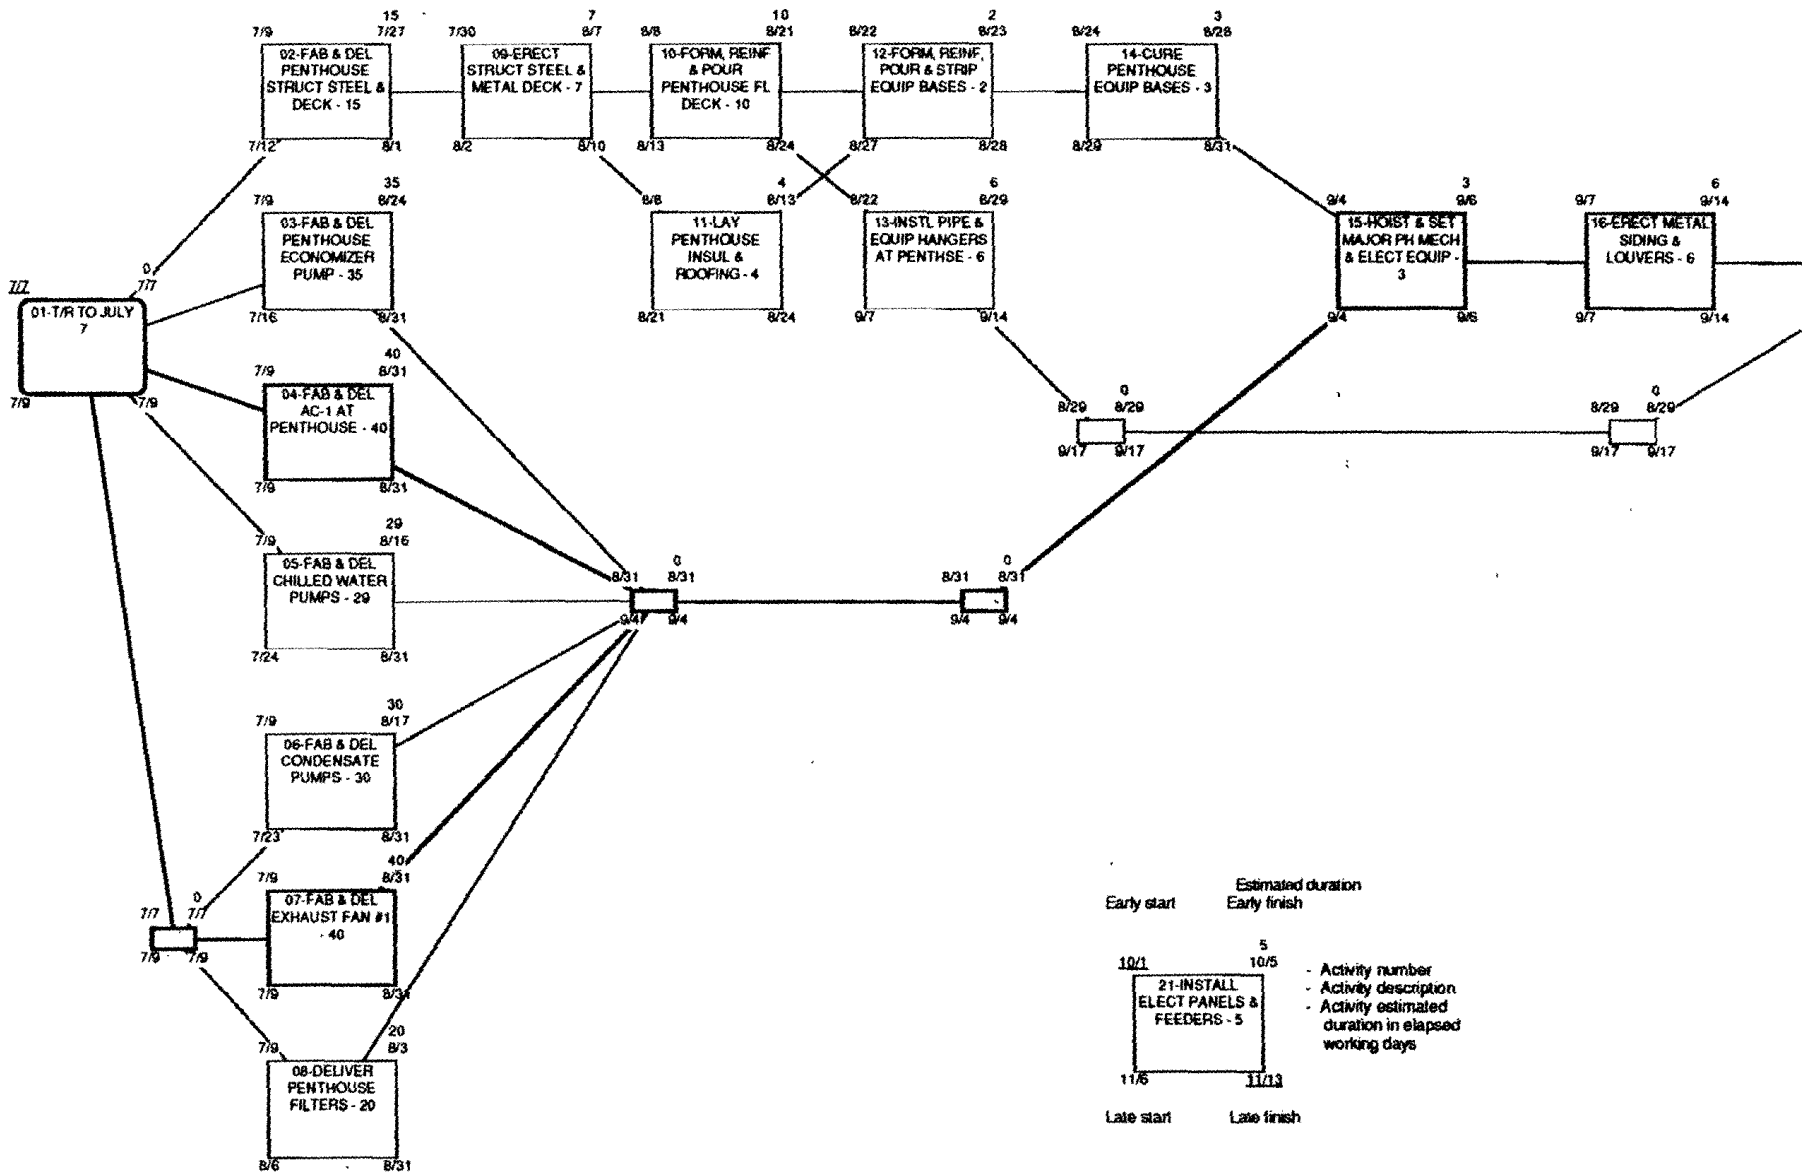 15 7 10 2 3
7/9 7/27 7/30 8/7 8/8 8/21 8/22 8/23 8/24 8/28
02-FAB & DEL
PENTHOUSE
STRUCT STEEL &
DECK - 15
09-ERECT
STRUCT STEEL &
METAL DECK - 7
10-FORM, REINF
& POUR
PENTHOUSE FL
DECK - 10
12-FORM, REINF,
POUR & STRIP
EQUIP BASES - 2
14-CURE
PENTHOUSE
EQUIP BASES - 3
7/12 8/1 8/2 8/10 8/13 8/24 8/27 8/28 8/29 8/31
35 4 6 3 6
7/9 8/24 8/8 8/13 8/22 8/29 9/4 9/6 9/7 9/14
03-FAB & DEL
PENTHOUSE
ECONOMIZER
PUMP - 35
11-LAY
PENTHOUSE
INSUL &
ROOFING - 4
13-INSTL PIPE &
EQUIP HANGERS
AT PENTHSE - 6
15-HOIST & SET
MAJOR PH MECH
& ELECT EQUIP -
3
16-ERECT METAL
SIDING &
LOUVERS - 6
7/16 8/31 8/21 8/24 9/7 9/14 9/4 9/6 9/7 9/14
0
7/7 7/7
01-T/R TO JULY
7
7/9 7/9
40
7/9 8/31
04-FAB & DEL
AC-1 AT
PENTHOUSE - 40
7/9 8/31
0 0
8/29 8/29 8/29 8/29
9/17 9/17 9/17 9/17
29
7/9 8/16
05-FAB & DEL
CHILLED WATER
PUMPS - 29
7/24 8/31
0 0
8/31 8/31 8/31 8/31
9/4 9/4 9/4 9/4
30
7/9 8/17
06-FAB & DEL
CONDENSATE
PUMPS - 30
7/23 8/31
0
7/7 7/7
7/9 7/9
40
7/9 8/31
07-FAB & DEL
EXHAUST FAN #1
- 40
7/9 8/31
20
7/9 8/3
08-DELIVER
PENTHOUSE
FILTERS - 20
8/6 8/31
Estimated duration
Early start Early finish
5
10/1 10/5
21-INSTALL
ELECT PANELS &
FEEDERS - 5
11/6 11/13
- Activity number
- Activity description
- Activity estimated
duration in elapsed
working days
Late start Late finish